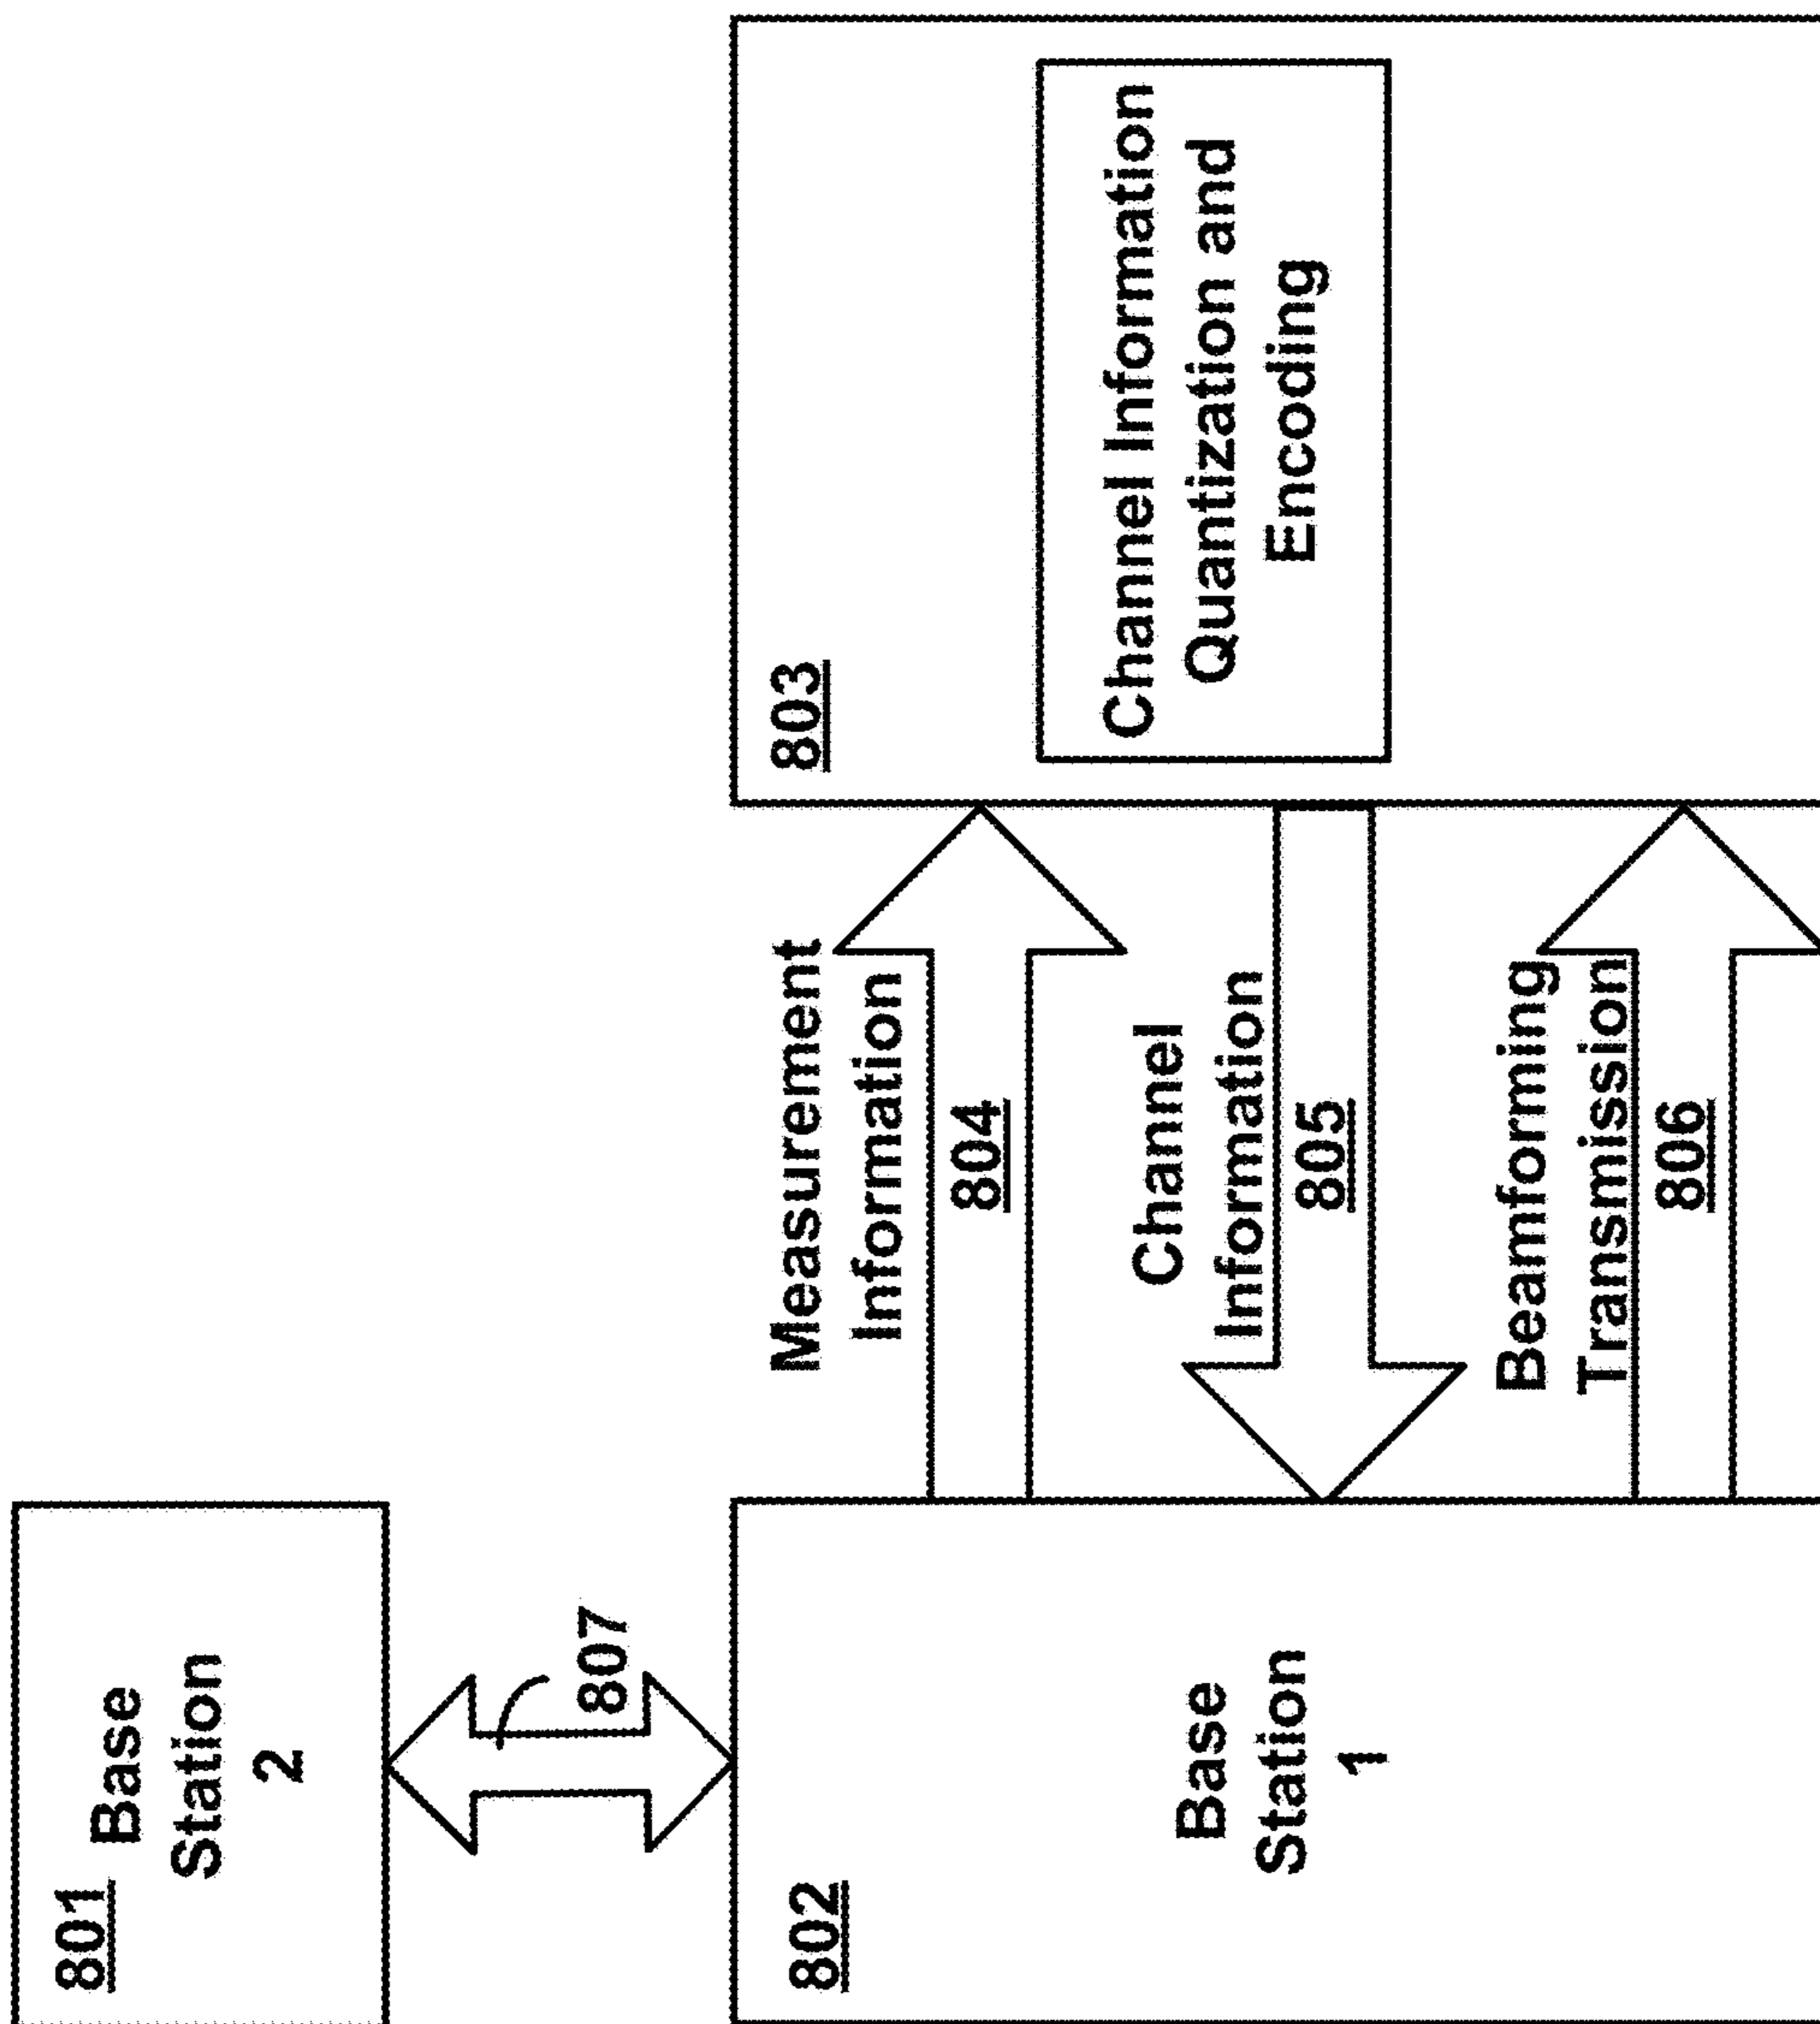 801
Base
Station
2
807
802
Base
Station
1
Measurement
Information
804
Channel
Information
805
Beamforming
Transmission
806
803
Channel Information
Quantization and
Encoding